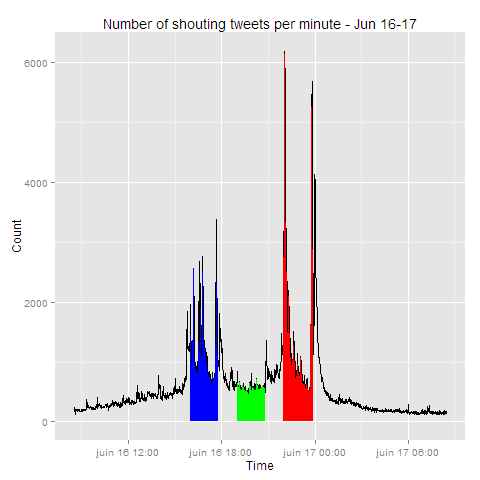 Number of shouting tweets per minute - Jun 16-17
6000
4000
2000
0
Count
juin 16 12:00 juin 16 18:00 juin 17 00:00 juin 17 06:00
Time